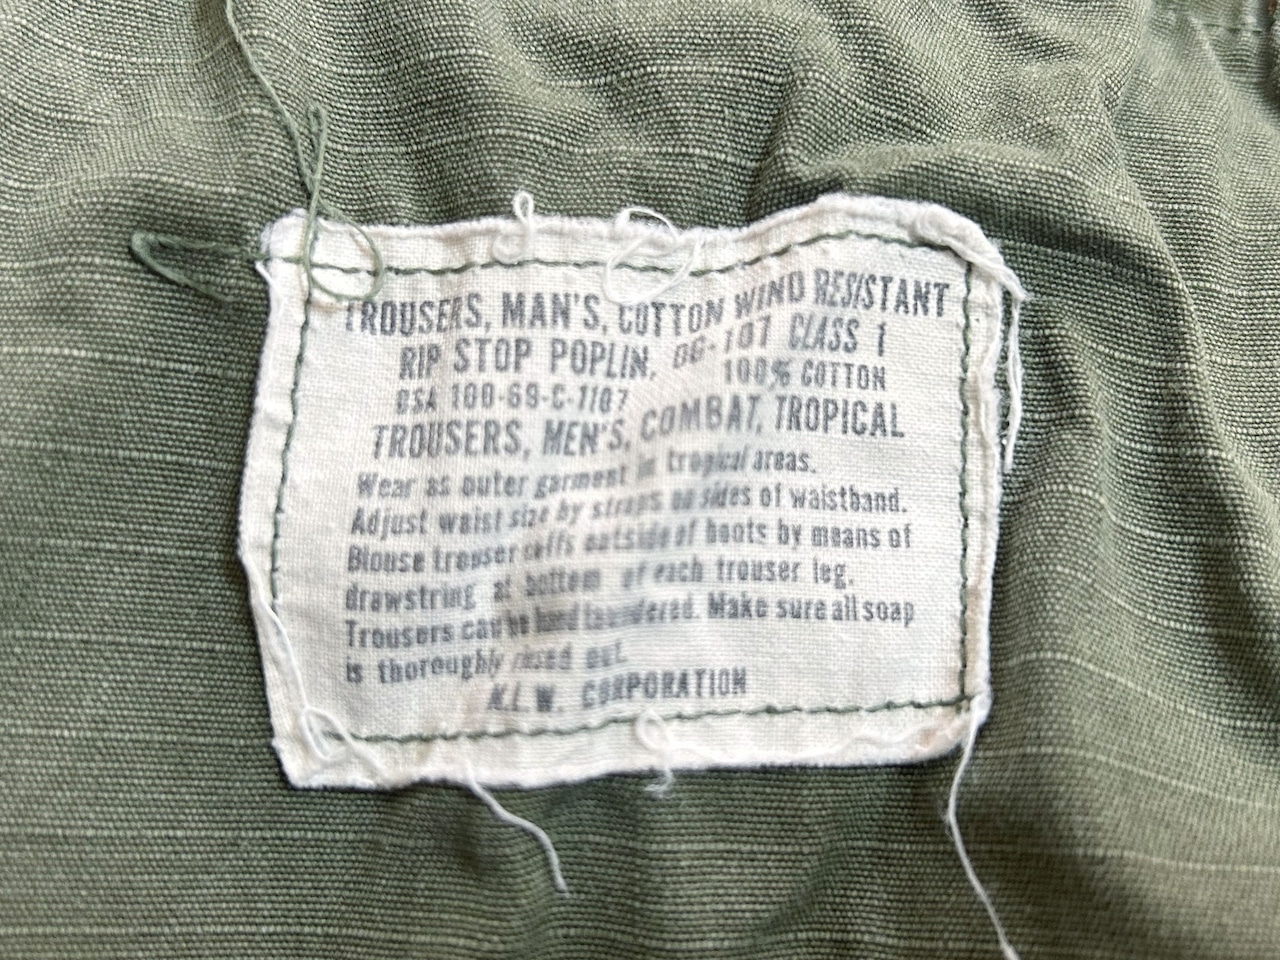 TROUSERS, MAN'S, COTTON WIND RESISTANT
RIP STOP POPLIN, OG-107 CLASS 1
100% COTTON
DSA 100-69-C-1107
TROUSERS, MEN'S, COMBAT, TROPICAL
Wear as outer garment in tropical areas.
Adjust waist size by straps on sides of waistband.
Blouse trouser cuffs outside of boots by means of
drawstring at bottom of each trouser leg.
Trousers can be hand laundered. Make sure all soap
is thoroughly rinsed out.
K.L.W. CORPORATION